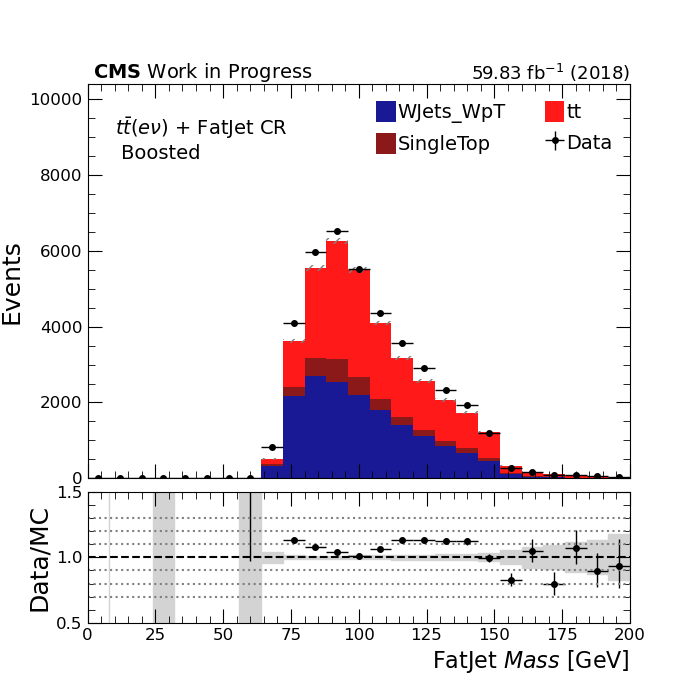 CMS Work in Progress 59.83 fb⁻¹ (2018)
10000
8000
6000
4000
2000
0
Events
tt̄(eν) + FatJet CR
Boosted
WJets_WpT
tt
SingleTop
Data
1.5
1.0
0.5
Data/MC
0 25 50 75 100 125 150 175 200
FatJet Mass [GeV]